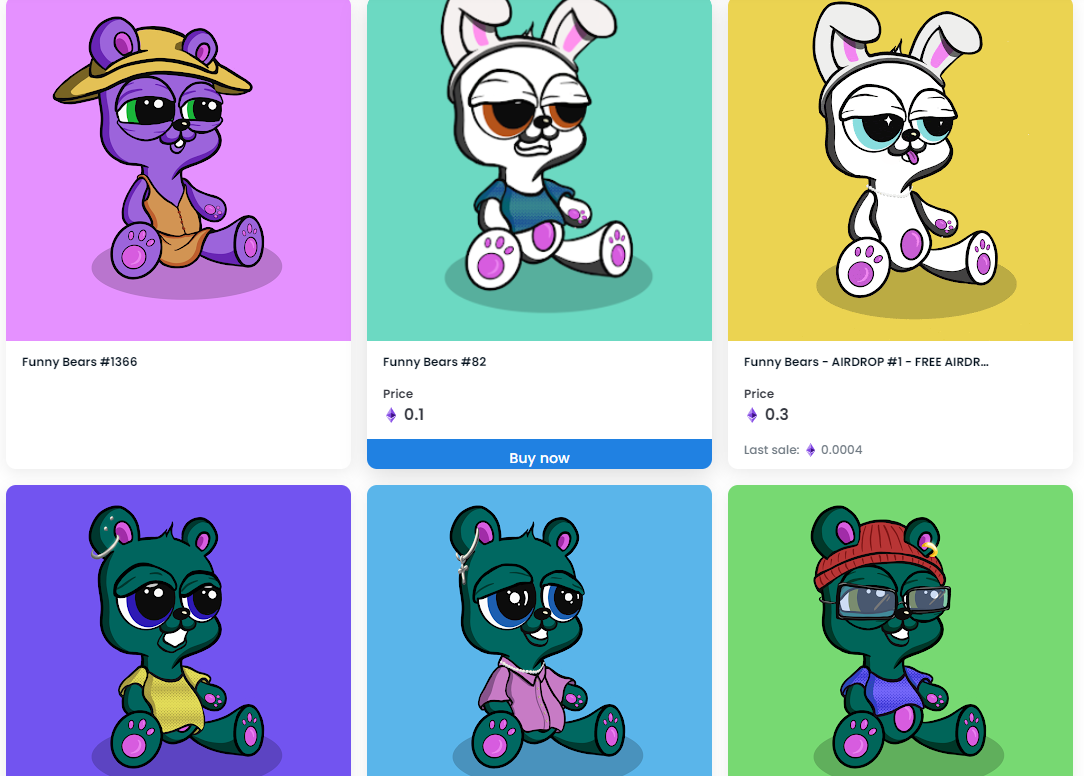 Funny Bears #1366
Funny Bears #82
Funny Bears - AIRDROP #1 - FREE AIRDR...
Price
0.1
Price
0.3
Buy now
Last sale: 0.0004